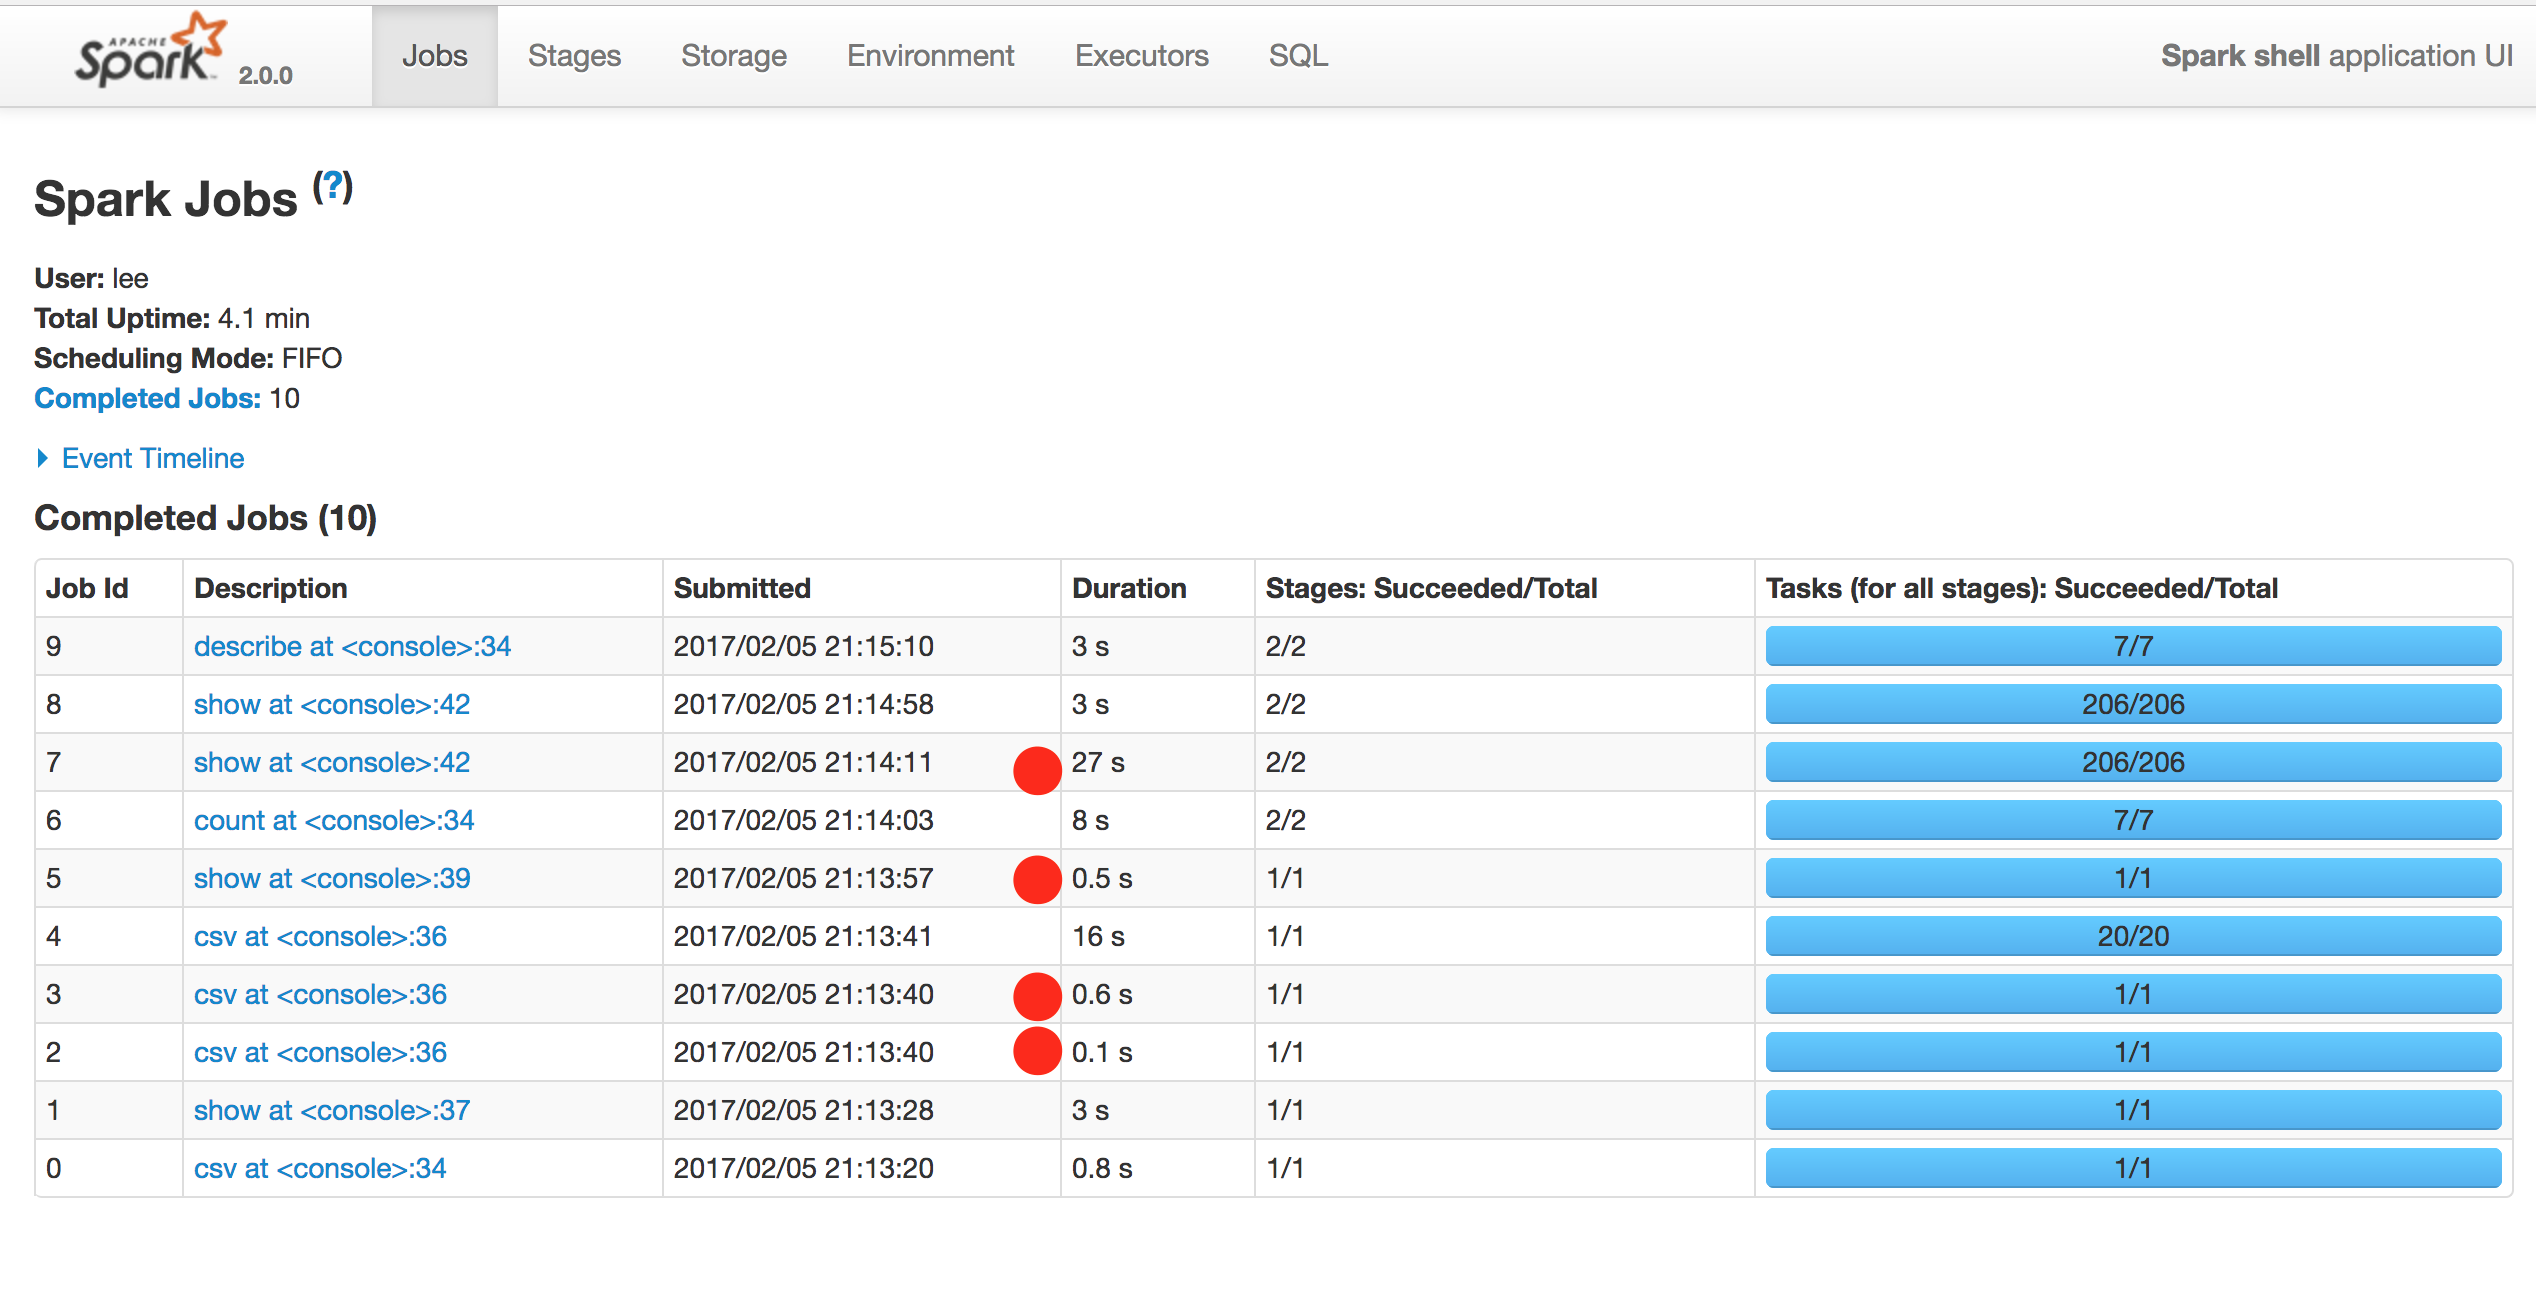 APACHE
Spark™ 2.0.0 Jobs Stages Storage Environment Executors SQL Spark shell application UI
Spark Jobs (?)
User: lee
Total Uptime: 4.1 min
Scheduling Mode: FIFO
Completed Jobs: 10
Event Timeline
Completed Jobs (10)
Job Id Description Submitted Duration Stages: Succeeded/Total Tasks (for all stages): Succeeded/Total
9 describe at <console>:34 2017/02/05 21:15:10 3 s 2/2 7/7
8 show at <console>:42 2017/02/05 21:14:58 3 s 2/2 206/206
7 show at <console>:42 2017/02/05 21:14:11 27 s 2/2 206/206
6 count at <console>:34 2017/02/05 21:14:03 8 s 2/2 7/7
5 show at <console>:39 2017/02/05 21:13:57 0.5 s 1/1 1/1
4 csv at <console>:36 2017/02/05 21:13:41 16 s 1/1 20/20
3 csv at <console>:36 2017/02/05 21:13:40 0.6 s 1/1 1/1
2 csv at <console>:36 2017/02/05 21:13:40 0.1 s 1/1 1/1
1 show at <console>:37 2017/02/05 21:13:28 3 s 1/1 1/1
0 csv at <console>:34 2017/02/05 21:13:20 0.8 s 1/1 1/1